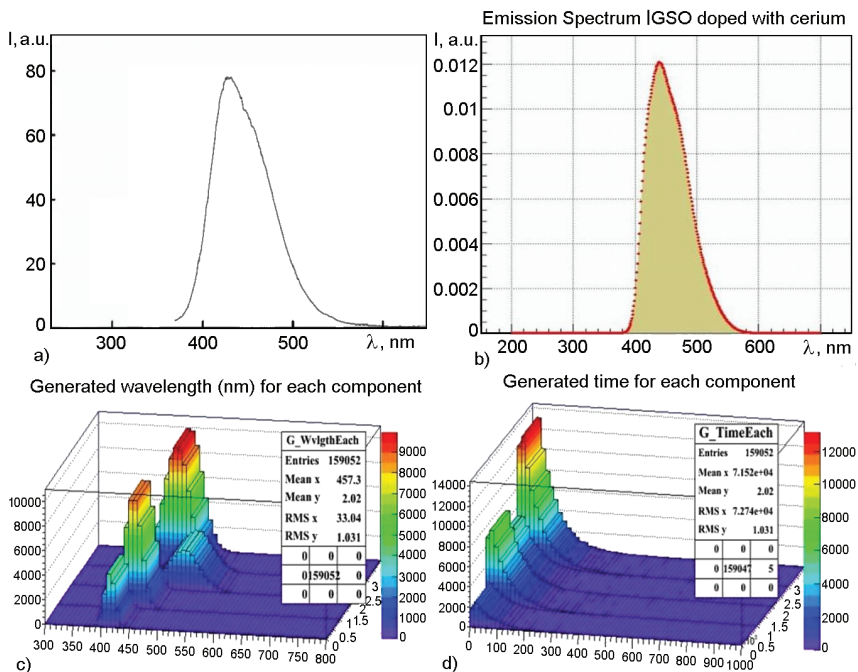 I, a.u.
80
60
40
20
0
300
400
500
λ, nm
a)
Emission Spectrum lGSO doped with cerium
I, a.u.
0.012
0.01
0.008
0.006
0.004
0.002
0
200
300
400
500
600
λ, nm
b)
Generated wavelength (nm) for each component
G_WvlgthEach
Entries 159052
Mean x 457.3
Mean y 2.02
RMS x 33.04
RMS y 1.031
0 0 0
0 159052 0
0 0 0
10000
8000
6000
4000
2000
0
300 350 400 450 500 550 600 650 700 750 800
0 0.5 1 1.5 2 2.5 3
9000
8000
7000
6000
5000
4000
3000
2000
1000
0
c)
Generated time for each component
G_TimeEach
Entries 159052
Mean x 7.152e+04
Mean y 2.02
RMS x 7.274e+04
RMS y 1.031
0 0 0
0 159047 5
0 0 0
14000
12000
10000
8000
6000
4000
2000
0
0 100 200 300 400 500 600 700 800 900 1000
0 0.5 1 1.5 2 2.5 3
12000
10000
8000
6000
4000
2000
0
d)